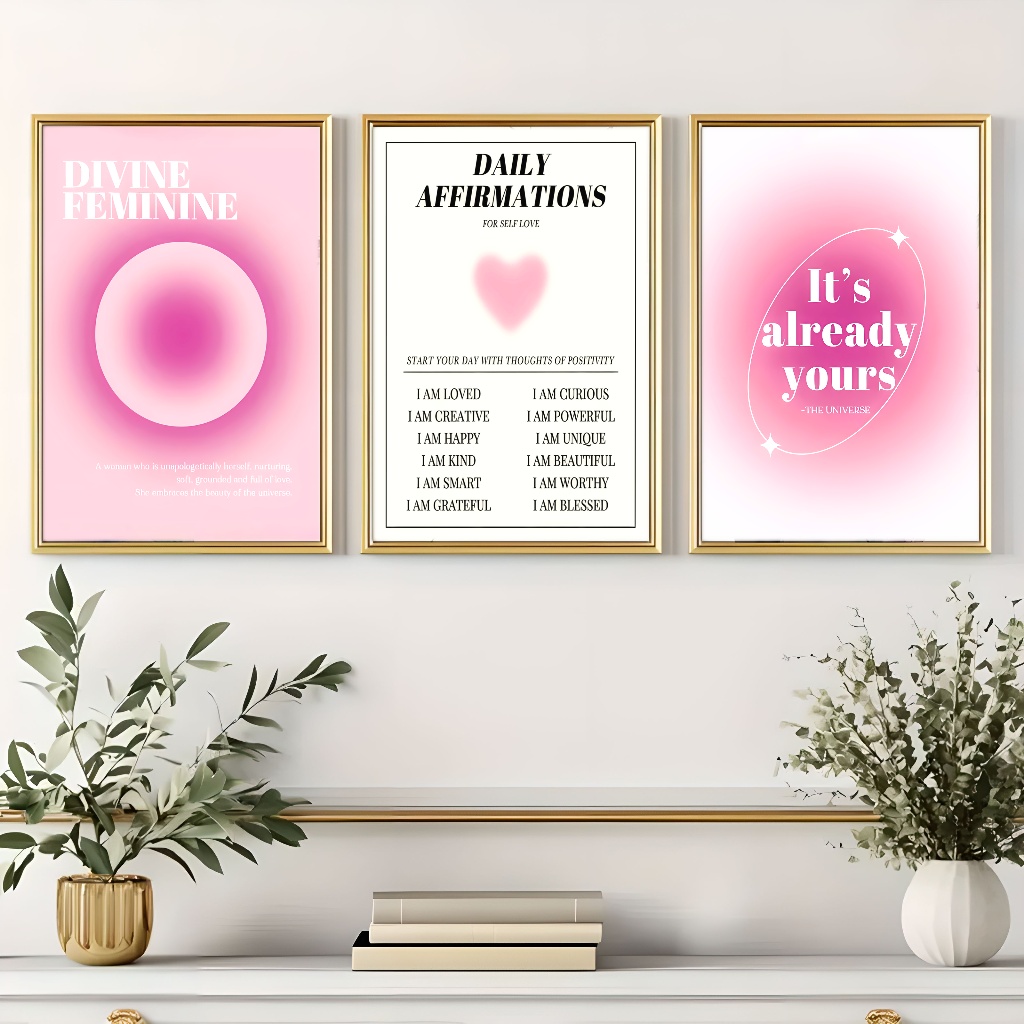 DIVINE
FEMININE
A women who is unapologetically herself, nurturing,
soft, grounded and full of love.
She embraces the beauty of the universe.
DAILY
AFFIRMATIONS
FOR SELF LOVE
START YOUR DAY WITH THOUGHTS OF POSITIVITY
I AM LOVED
I AM CREATIVE
I AM HAPPY
I AM KIND
I AM SMART
I AM GRATEFUL
I AM CURIOUS
I AM POWERFUL
I AM UNIQUE
I AM BEAUTIFUL
I AM WORTHY
I AM BLESSED
It's
already
yours
-THE UNIVERSE